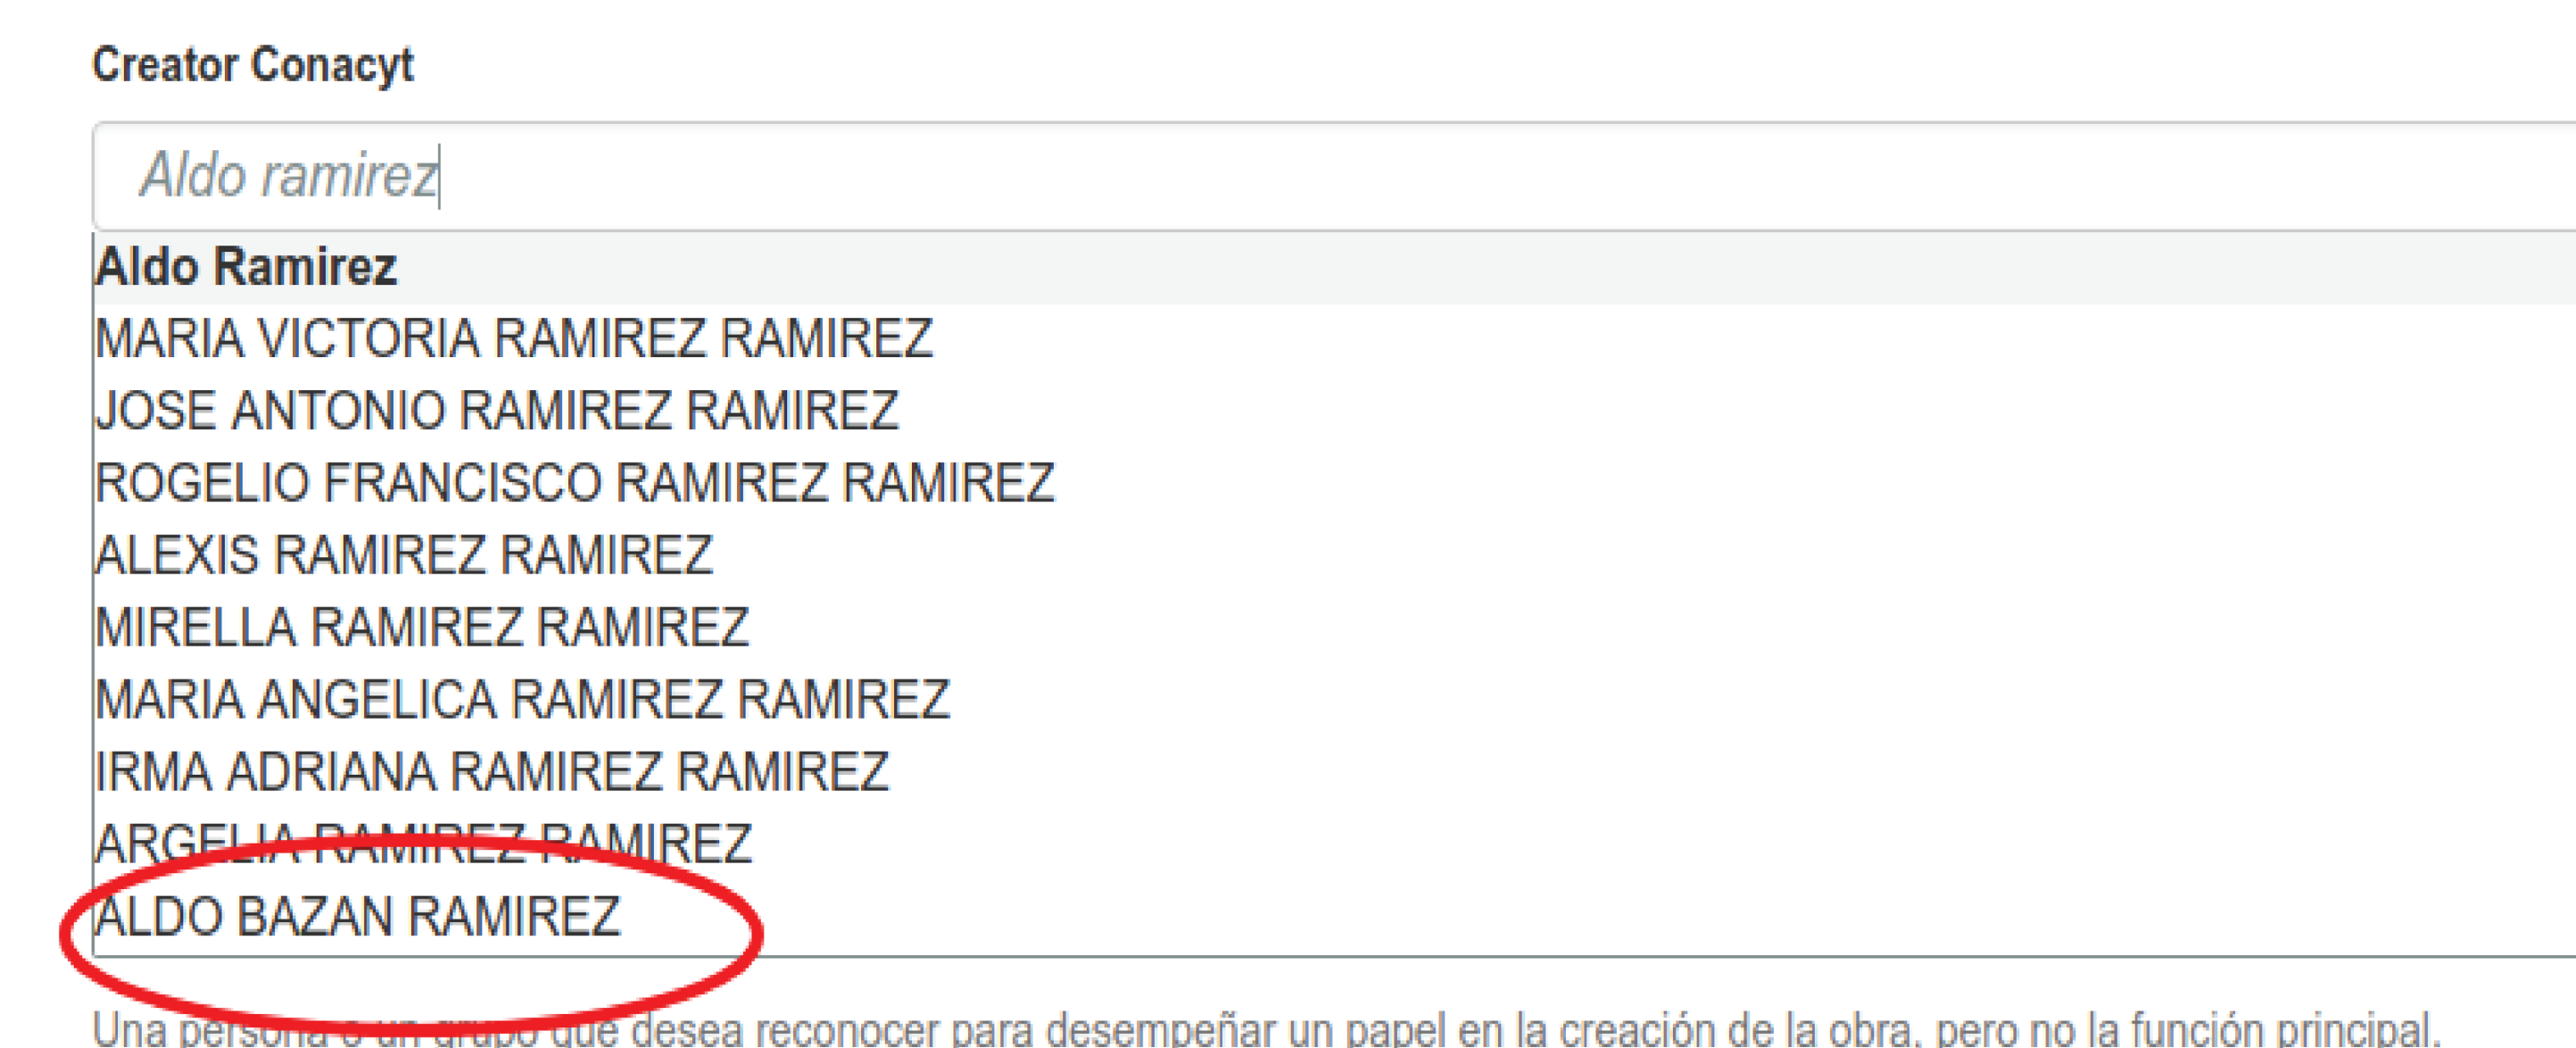 Creator Conacyt
Aldo ramirez
Aldo Ramirez
MARIA VICTORIA RAMIREZ RAMIREZ
JOSE ANTONIO RAMIREZ RAMIREZ
ROGELIO FRANCISCO RAMIREZ RAMIREZ
ALEXIS RAMIREZ RAMIREZ
MIRELLA RAMIREZ RAMIREZ
MARIA ANGELICA RAMIREZ RAMIREZ
IRMA ADRIANA RAMIREZ RAMIREZ
ARGELIA RAMIREZ RAMIREZ
ALDO BAZAN RAMIREZ
Una persona o un grupo que desea reconocer para desempeñar un papel en la creación de la obra, pero no la función principal.